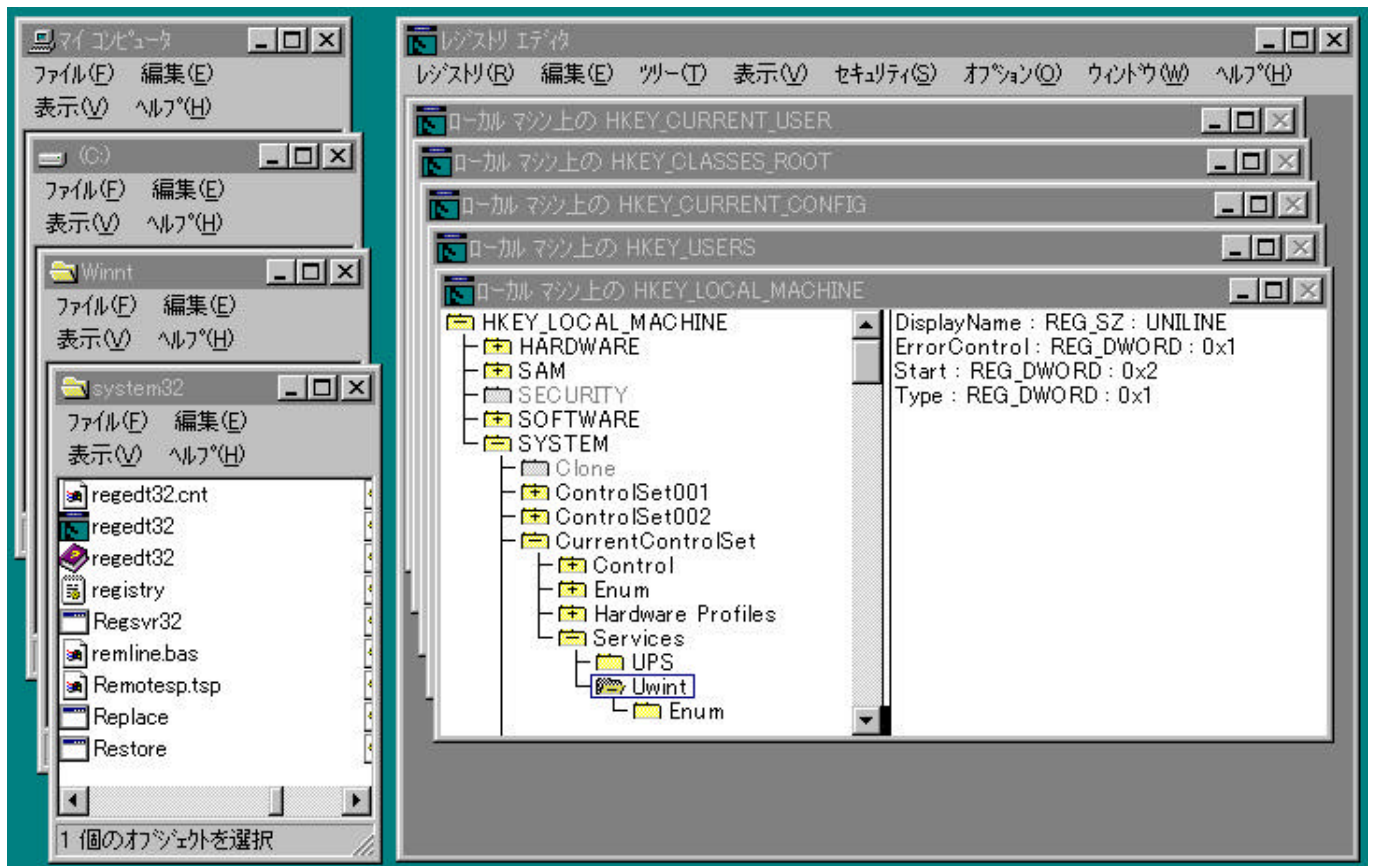 マイ コンピュータ
ファイル(F) 編集(E)
表示(V) ヘルプ(H)
(C:)
ファイル(F) 編集(E)
表示(V) ヘルプ(H)
Winnt
ファイル(F) 編集(E)
表示(V) ヘルプ(H)
system32
ファイル(F) 編集(E)
表示(V) ヘルプ(H)
regedt32.cnt
regedt32
regedt32
registry
Regsvr32
remline.bas
Remotesp.tsp
Replace
Restore
1 個のオブジェクトを選択
レジストリ エディタ
レジストリ(R) 編集(E) ツリー(T) 表示(V) セキュリティ(S) オプション(O) ウィンドウ(W) ヘルプ(H)
ローカル マシン上の HKEY_CURRENT_USER
ローカル マシン上の HKEY_CLASSES_ROOT
ローカル マシン上の HKEY_CURRENT_CONFIG
ローカル マシン上の HKEY_USERS
ローカル マシン上の HKEY_LOCAL_MACHINE
HKEY_LOCAL_MACHINE
HARDWARE
SAM
SECURITY
SOFTWARE
SYSTEM
Clone
ControlSet001
ControlSet002
CurrentControlSet
Control
Enum
Hardware Profiles
Services
UPS
Uwint
Enum
DisplayName : REG_SZ : UNILINE
ErrorControl : REG_DWORD : 0x1
Start : REG_DWORD : 0x2
Type : REG_DWORD : 0x1